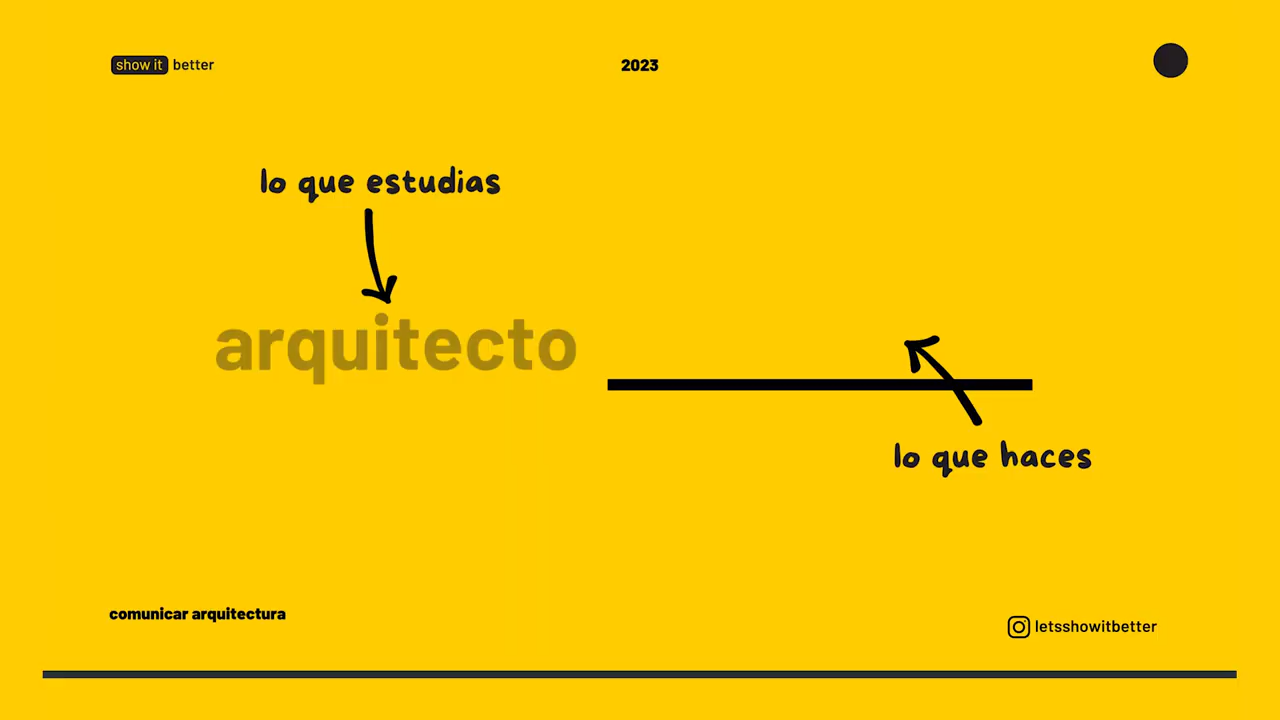 show it better
2023
lo que estudias
arquitecto
lo que haces
comunicar arquitectura
letsshowitbetter